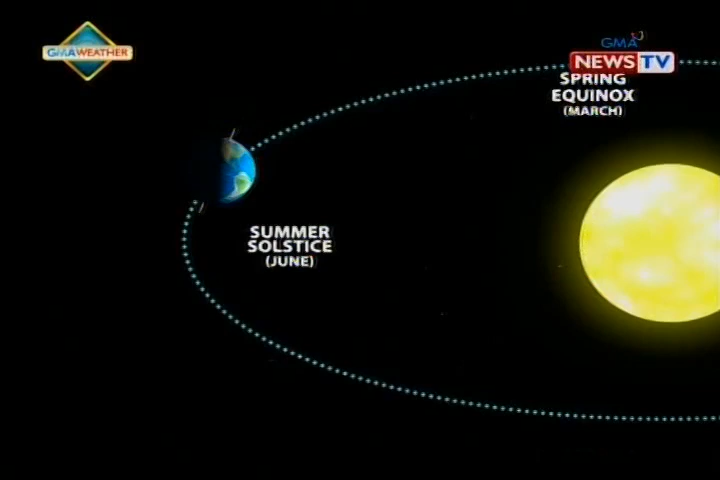 GMAWEATHER
GMA
NEWS TV
SPRING
EQUINOX
(MARCH)
SUMMER
SOLSTICE
(JUNE)